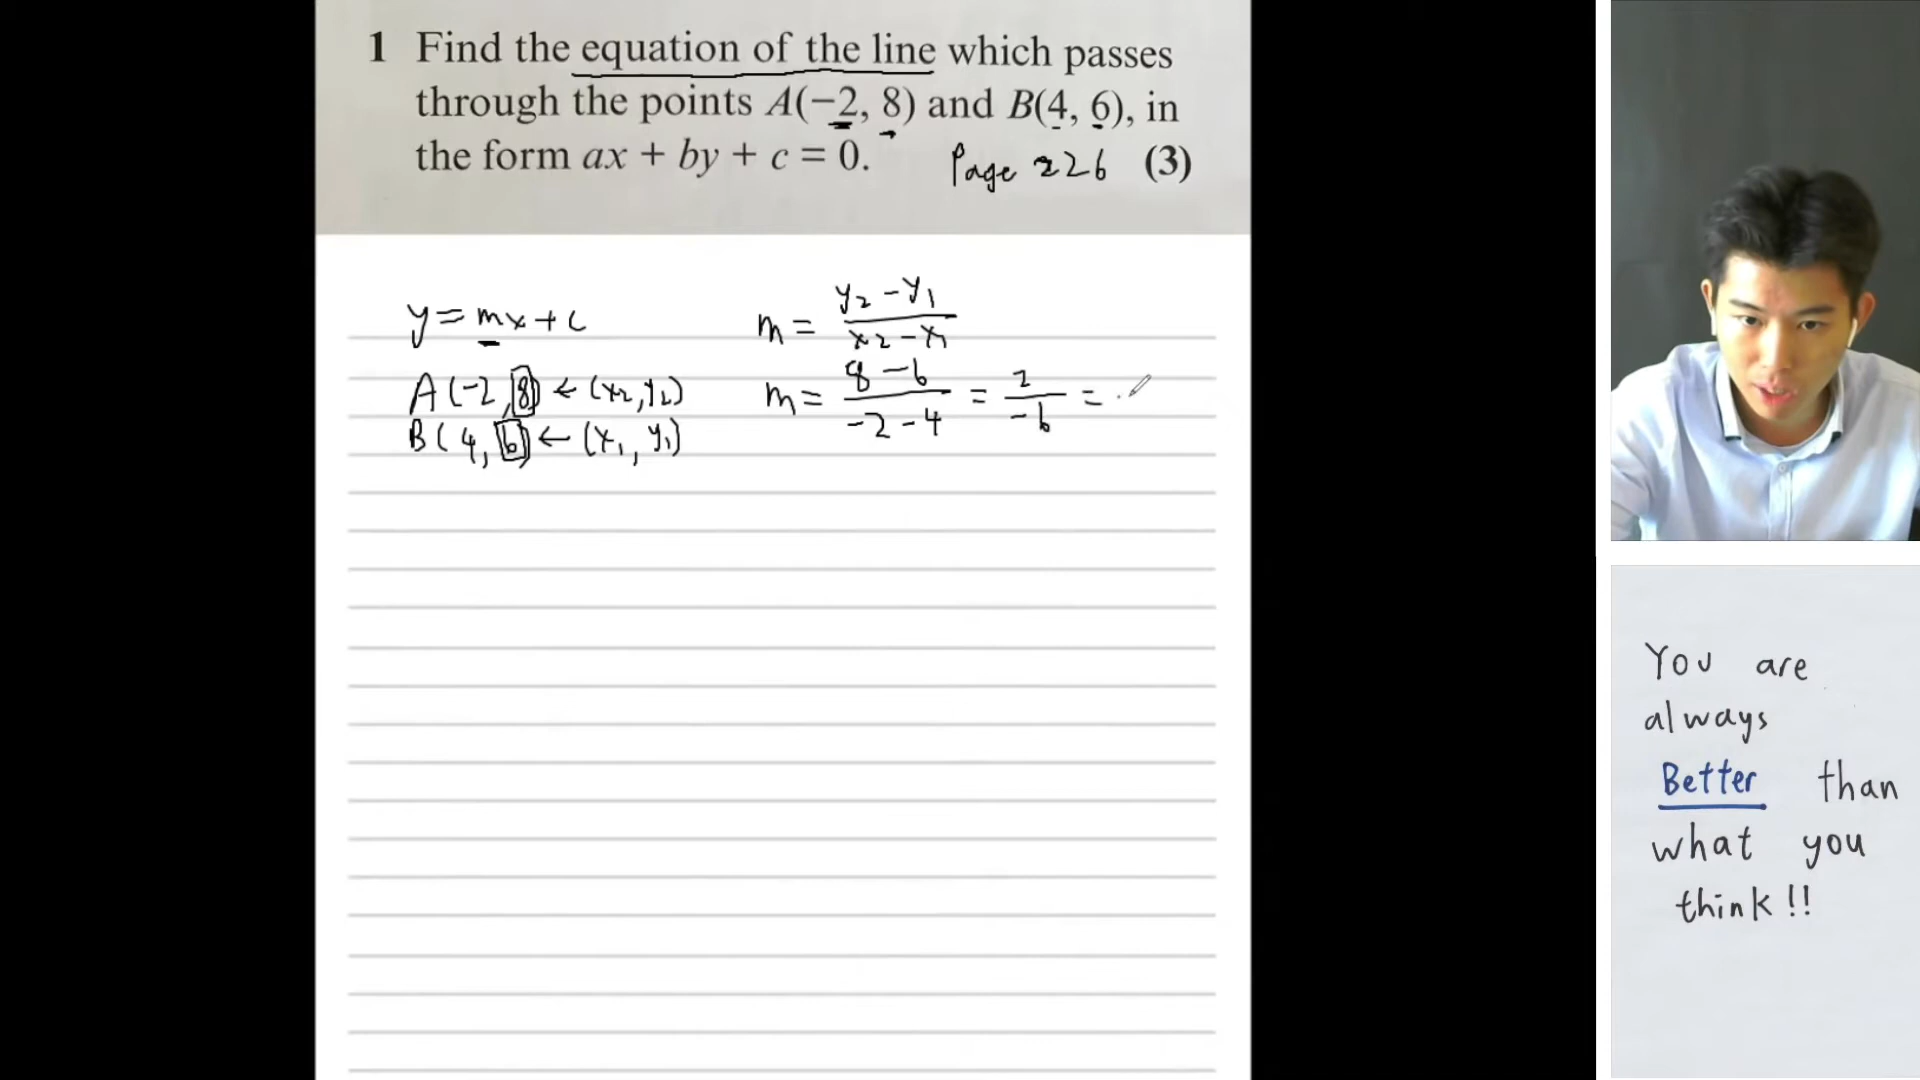 1 Find the equation of the line which passes
through the points A(−2, 8) and B(4, 6), in
the form ax + by + c = 0. Page 226 (3)
y = mx + c
m = y₂ − y₁ / x₂ − x₁
A(-2, 8) ← (x₂, y₂)
m = 8 − 6 / -2 - 4 = 2 / -6 =
B(4, 6) ← (x₁, y₁)
You are
always
Better than
what you
think!!